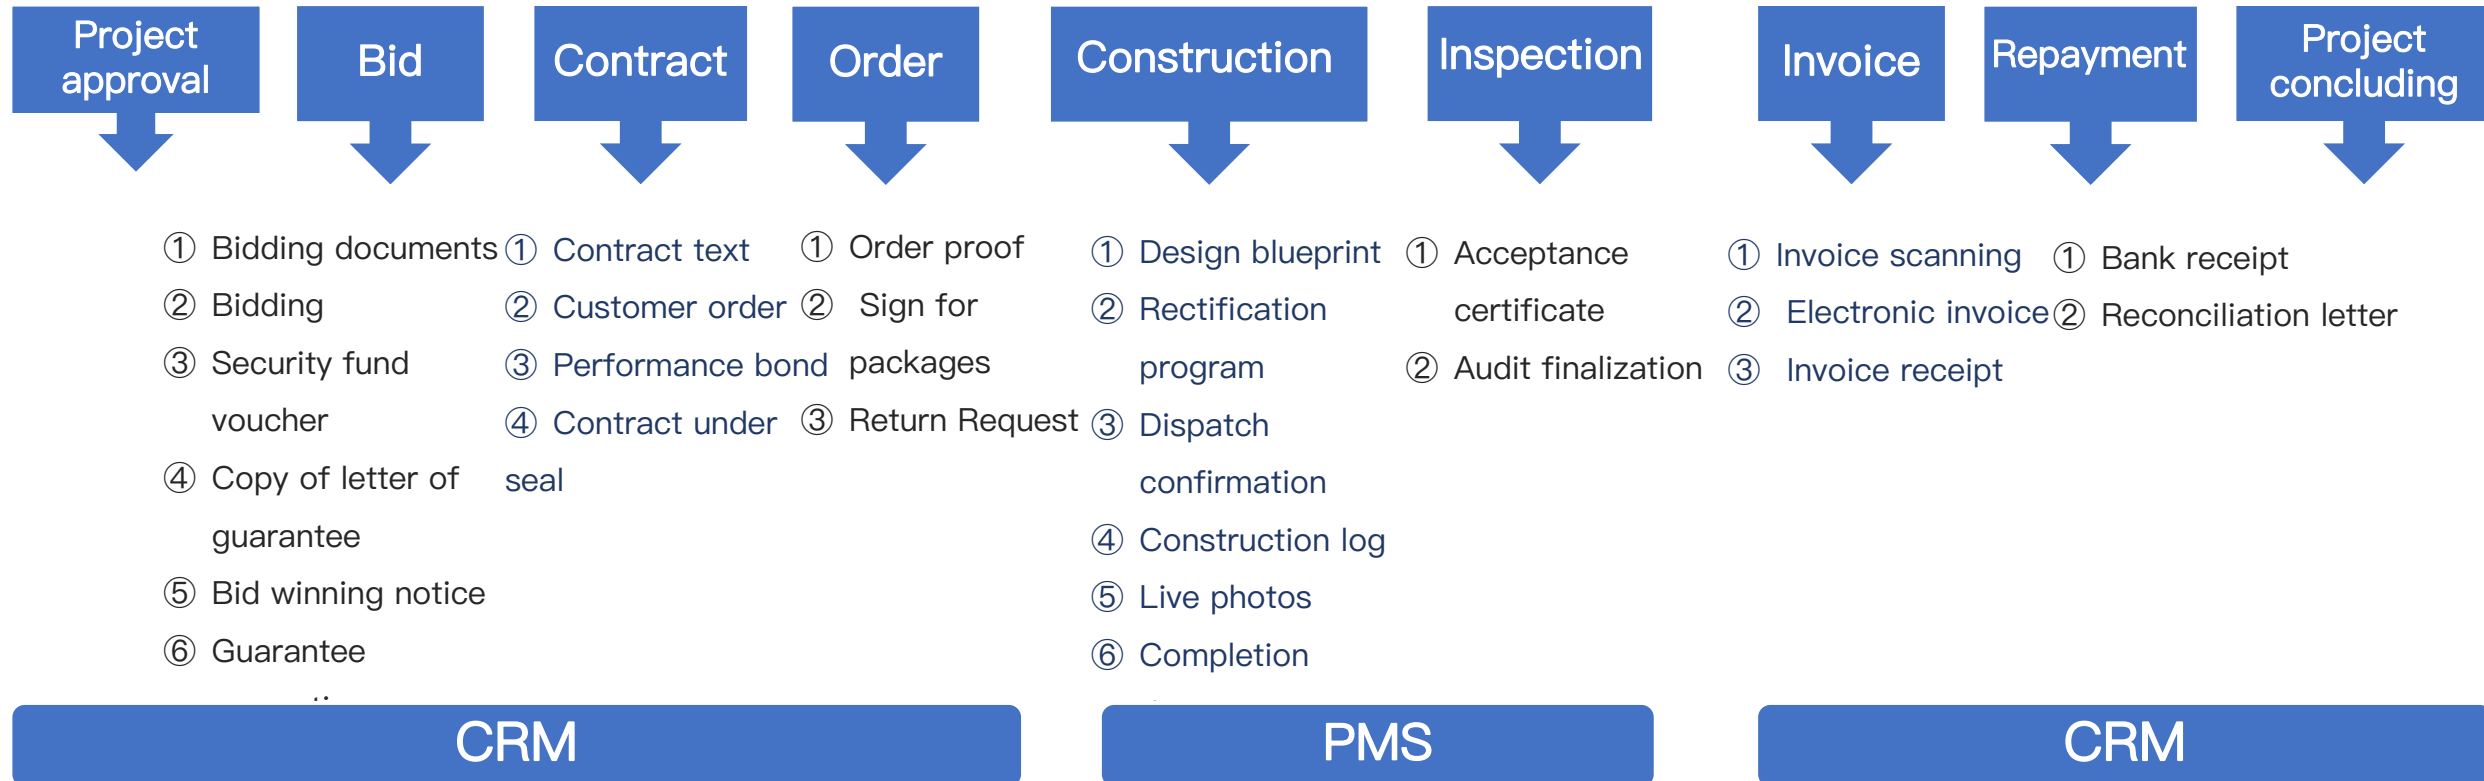 Project
approval
Bid
Contract
Order
Construction
Inspection
Invoice
Repayment
Project
concluding
① Bidding documents
② Bidding
③ Security fund
voucher
④ Copy of letter of
guarantee
⑤ Bid winning notice
⑥ Guarantee
① Contract text
② Customer order
③ Performance bond
④ Contract under
seal
① Order proof
② Sign for
packages
③ Return Request
① Design blueprint
② Rectification
program
③ Dispatch
confirmation
④ Construction log
⑤ Live photos
⑥ Completion
① Acceptance
certificate
② Audit finalization
① Invoice scanning
② Electronic invoice
③ Invoice receipt
① Bank receipt
② Reconciliation letter
CRM
PMS
CRM